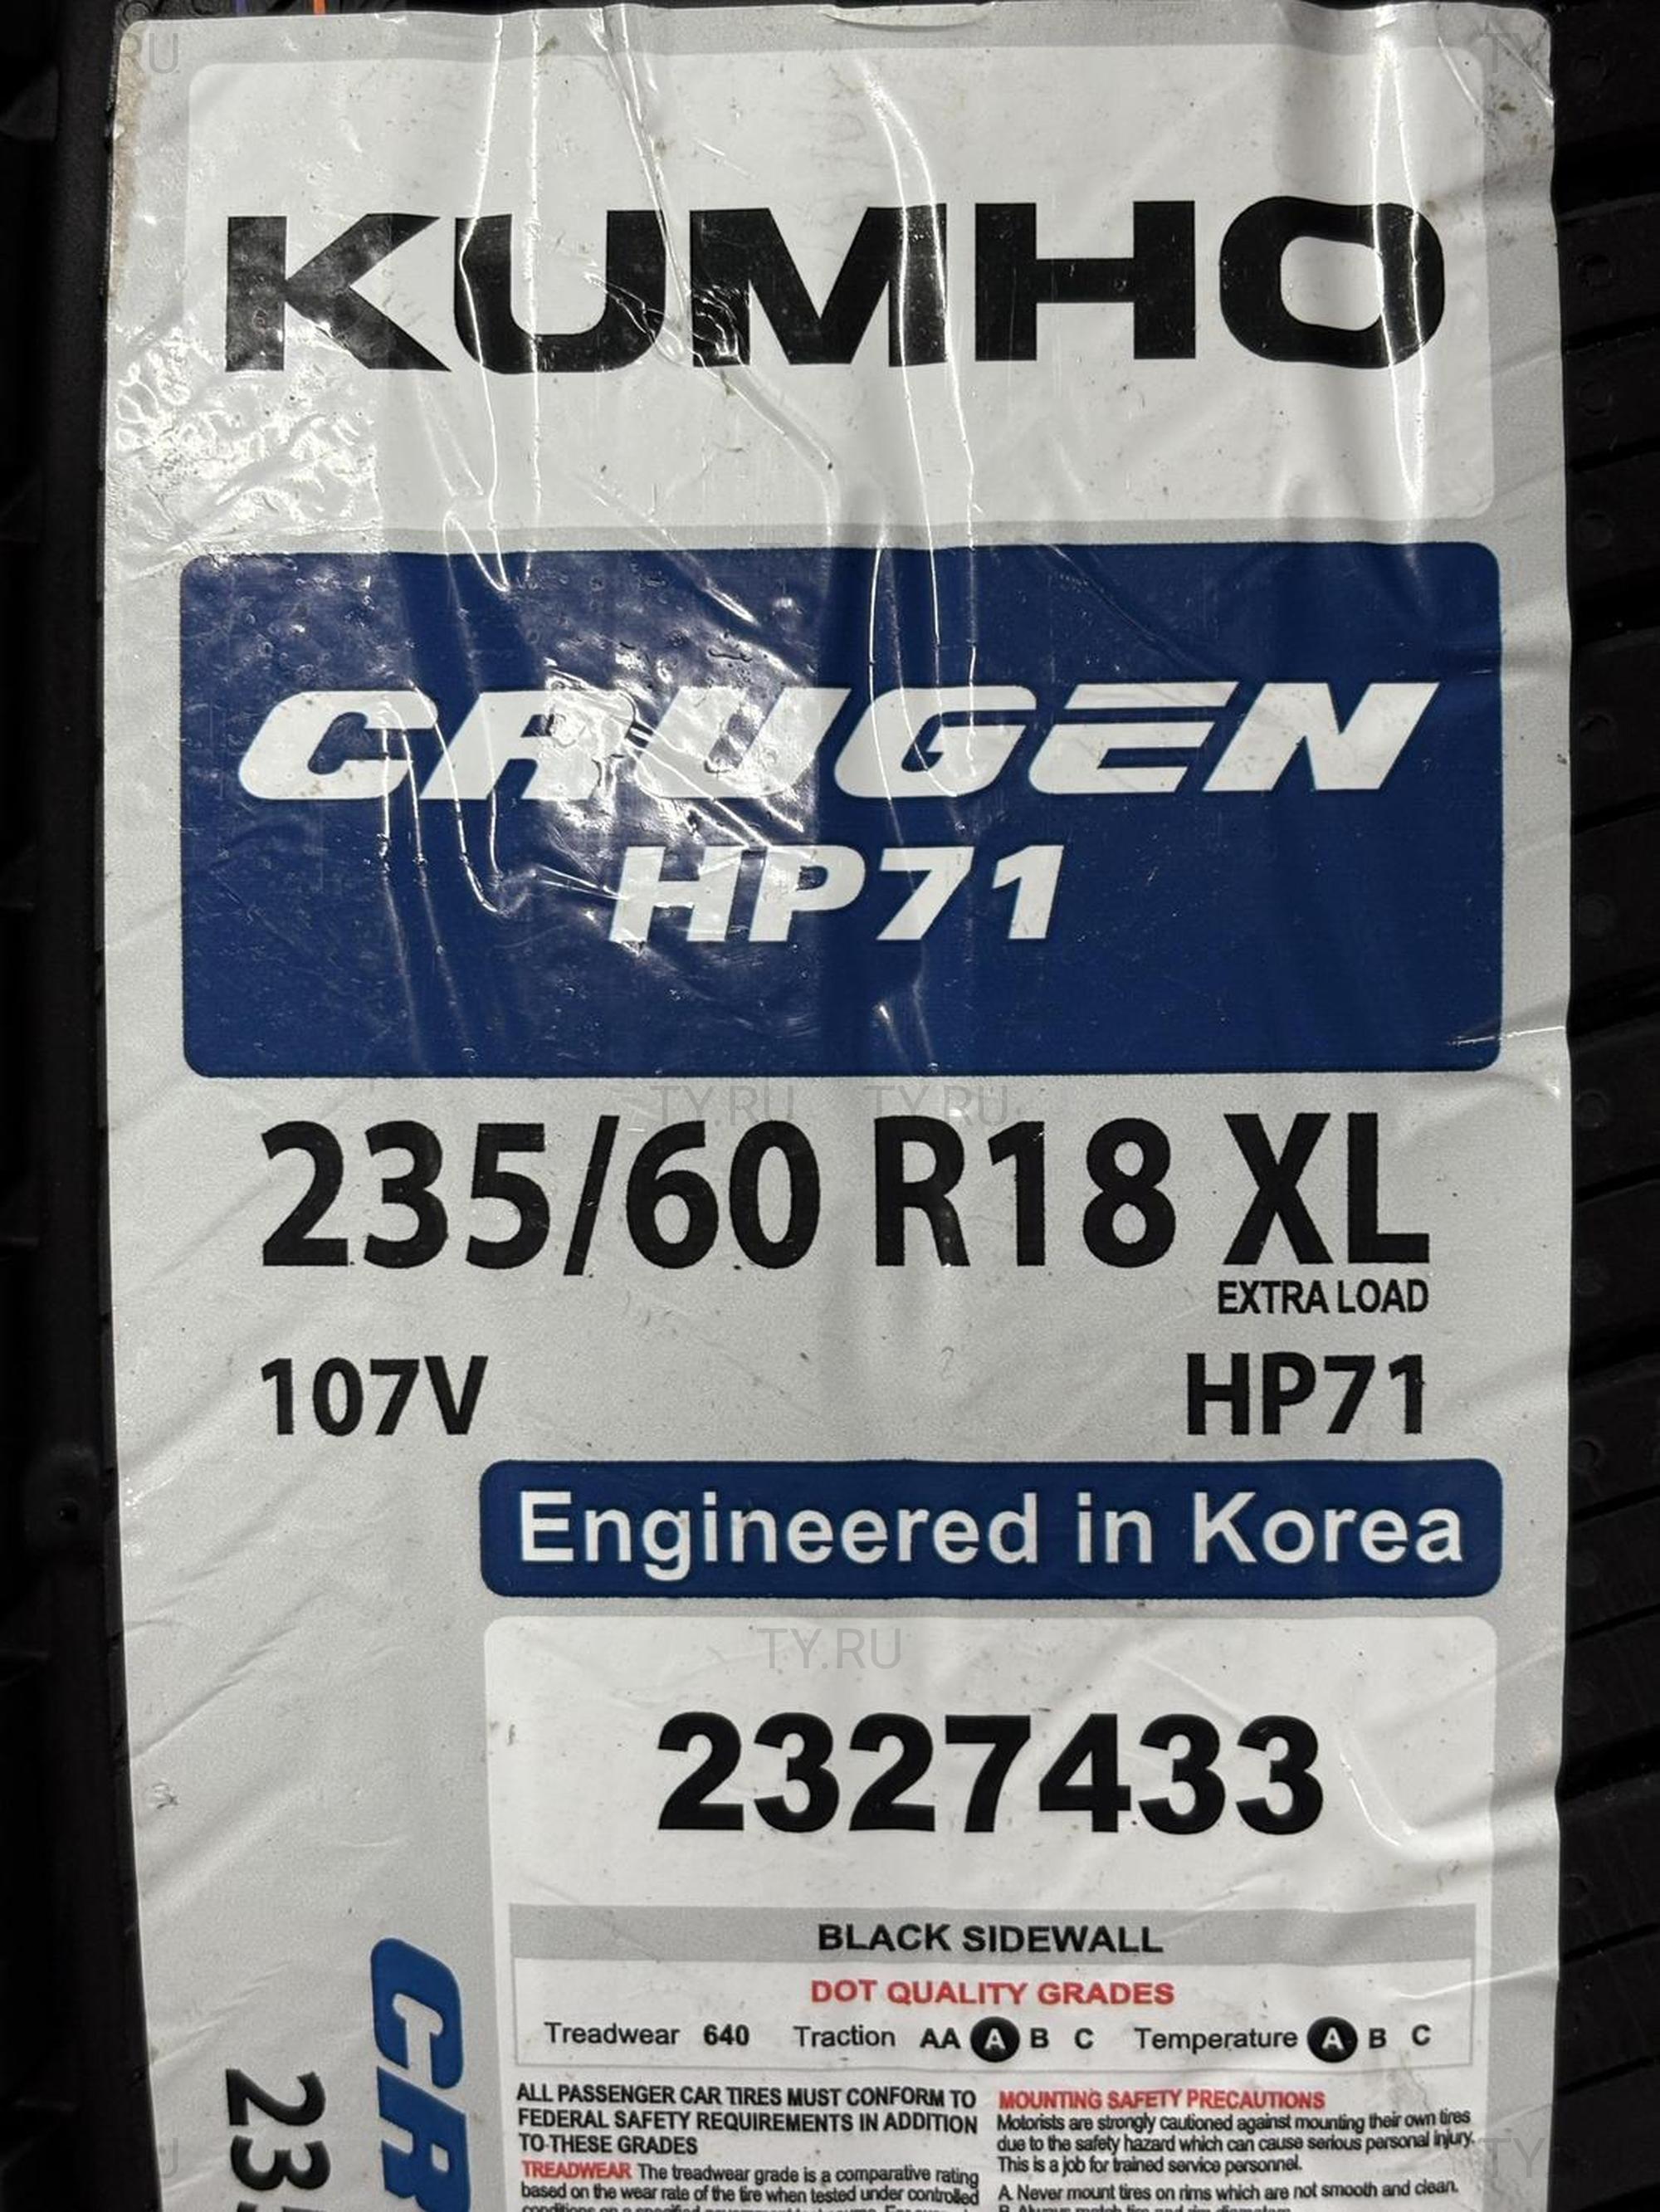 KUMHO
CRUGEN
HP71
TY.RU TY.RU
235/60 R18 XL
EXTRA LOAD
107V HP71
Engineered in Korea
TY.RU
2327433
BLACK SIDEWALL
DOT QUALITY GRADES
Treadwear 640 Traction AA A B C Temperature A B C
ALL PASSENGER CAR TIRES MUST CONFORM TO
FEDERAL SAFETY REQUIREMENTS IN ADDITION
TO THESE GRADES
TREADWEAR The treadwear grade is a comparative rating
based on the wear rate of the tire when tested under controlled
MOUNTING SAFETY PRECAUTIONS
Motorists are strongly cautioned against mounting their own tires
due to the safety hazard which can cause serious personal injury.
This is a job for trained service personnel.
A. Never mount tires on rims which are not smooth and clean.
CR
235